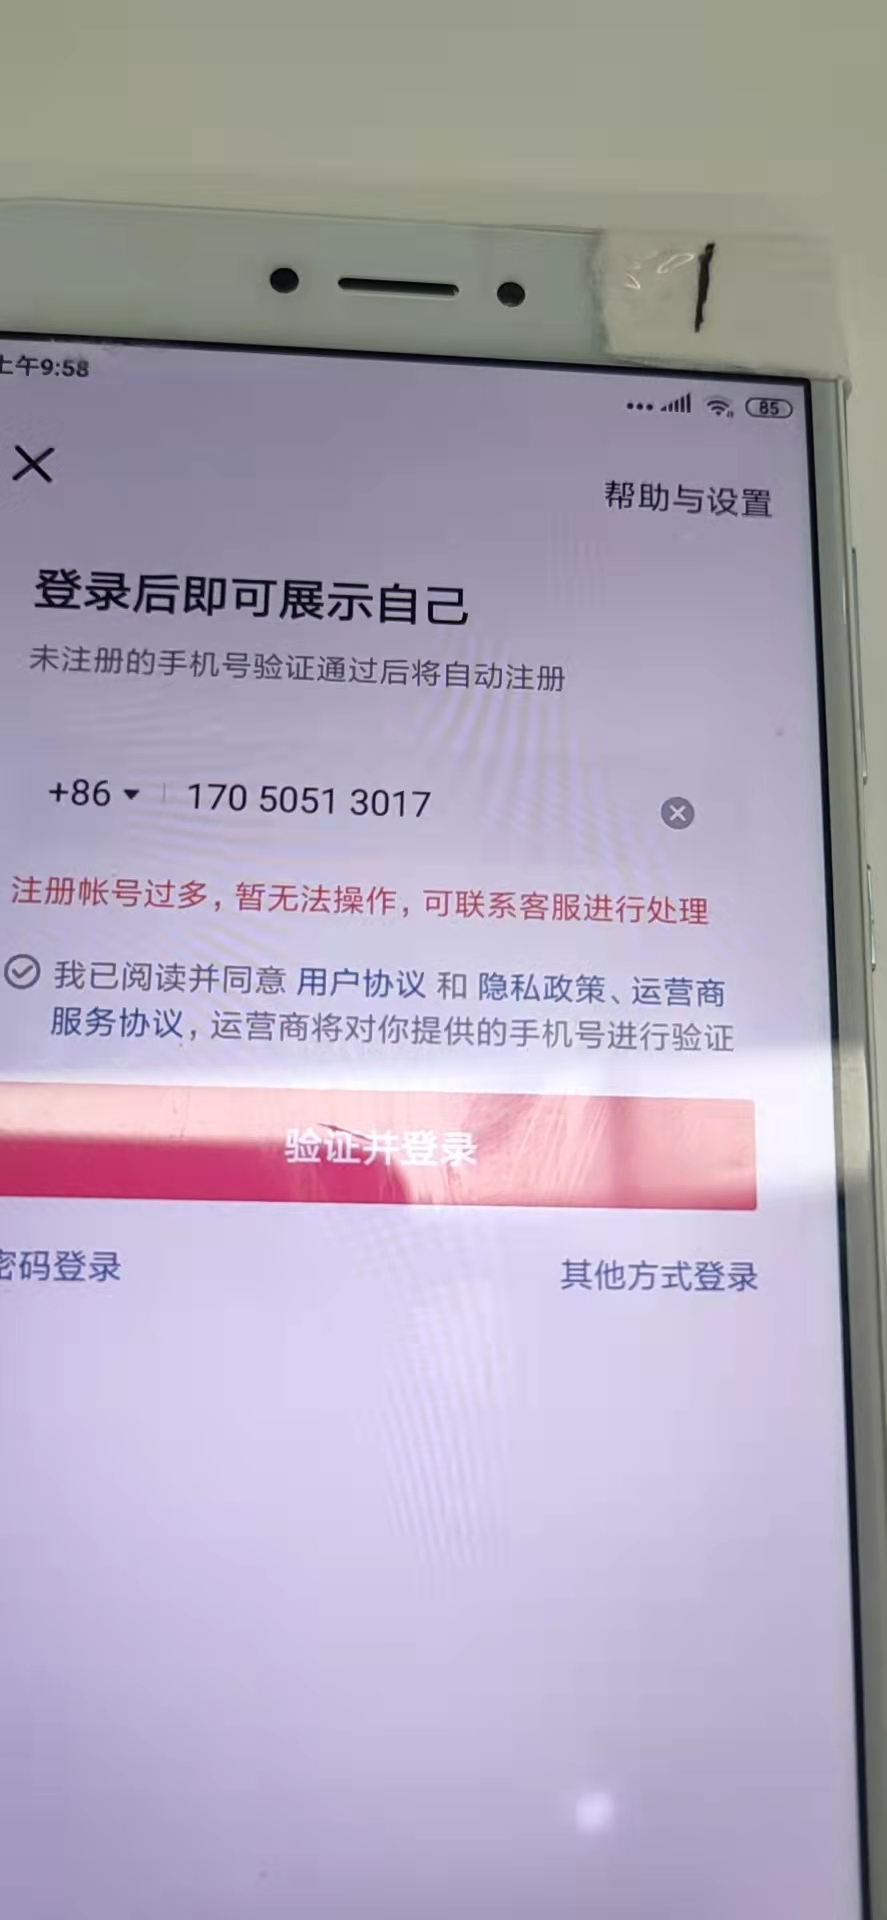 上午9:58
85
帮助与设置
登录后即可展示自己
未注册的手机号验证通过后将自动注册
+86 170 5051 3017
注册帐号过多，暂无法操作，可联系客服进行处理
我已阅读并同意 用户协议 和 隐私政策、运营商
服务协议，运营商将对你提供的手机号进行验证
验证并登录
密码登录 其他方式登录